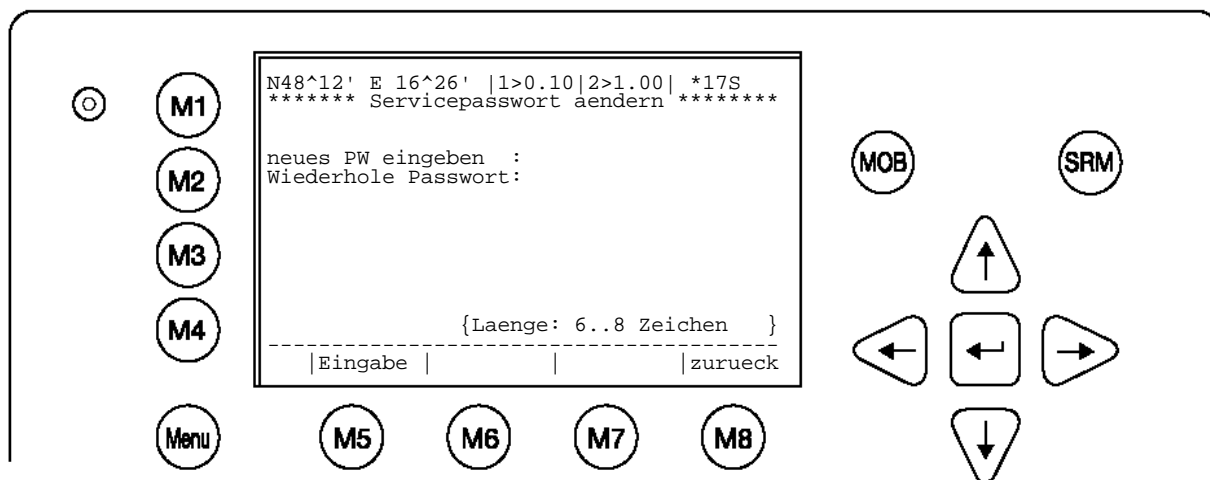 N48^12' E 16^26' |1>0.10|2>1.00| *17S
******* Servicepasswort aendern ********
neues PW eingeben  :
Wiederhole Passwort:
{Laenge: 6..8 Zeichen   }
----------------------------------------
|Eingabe |         |         |zurueck
M1
M2
M3
M4
Menu
M5
M6
M7
M8
MOB
SRM